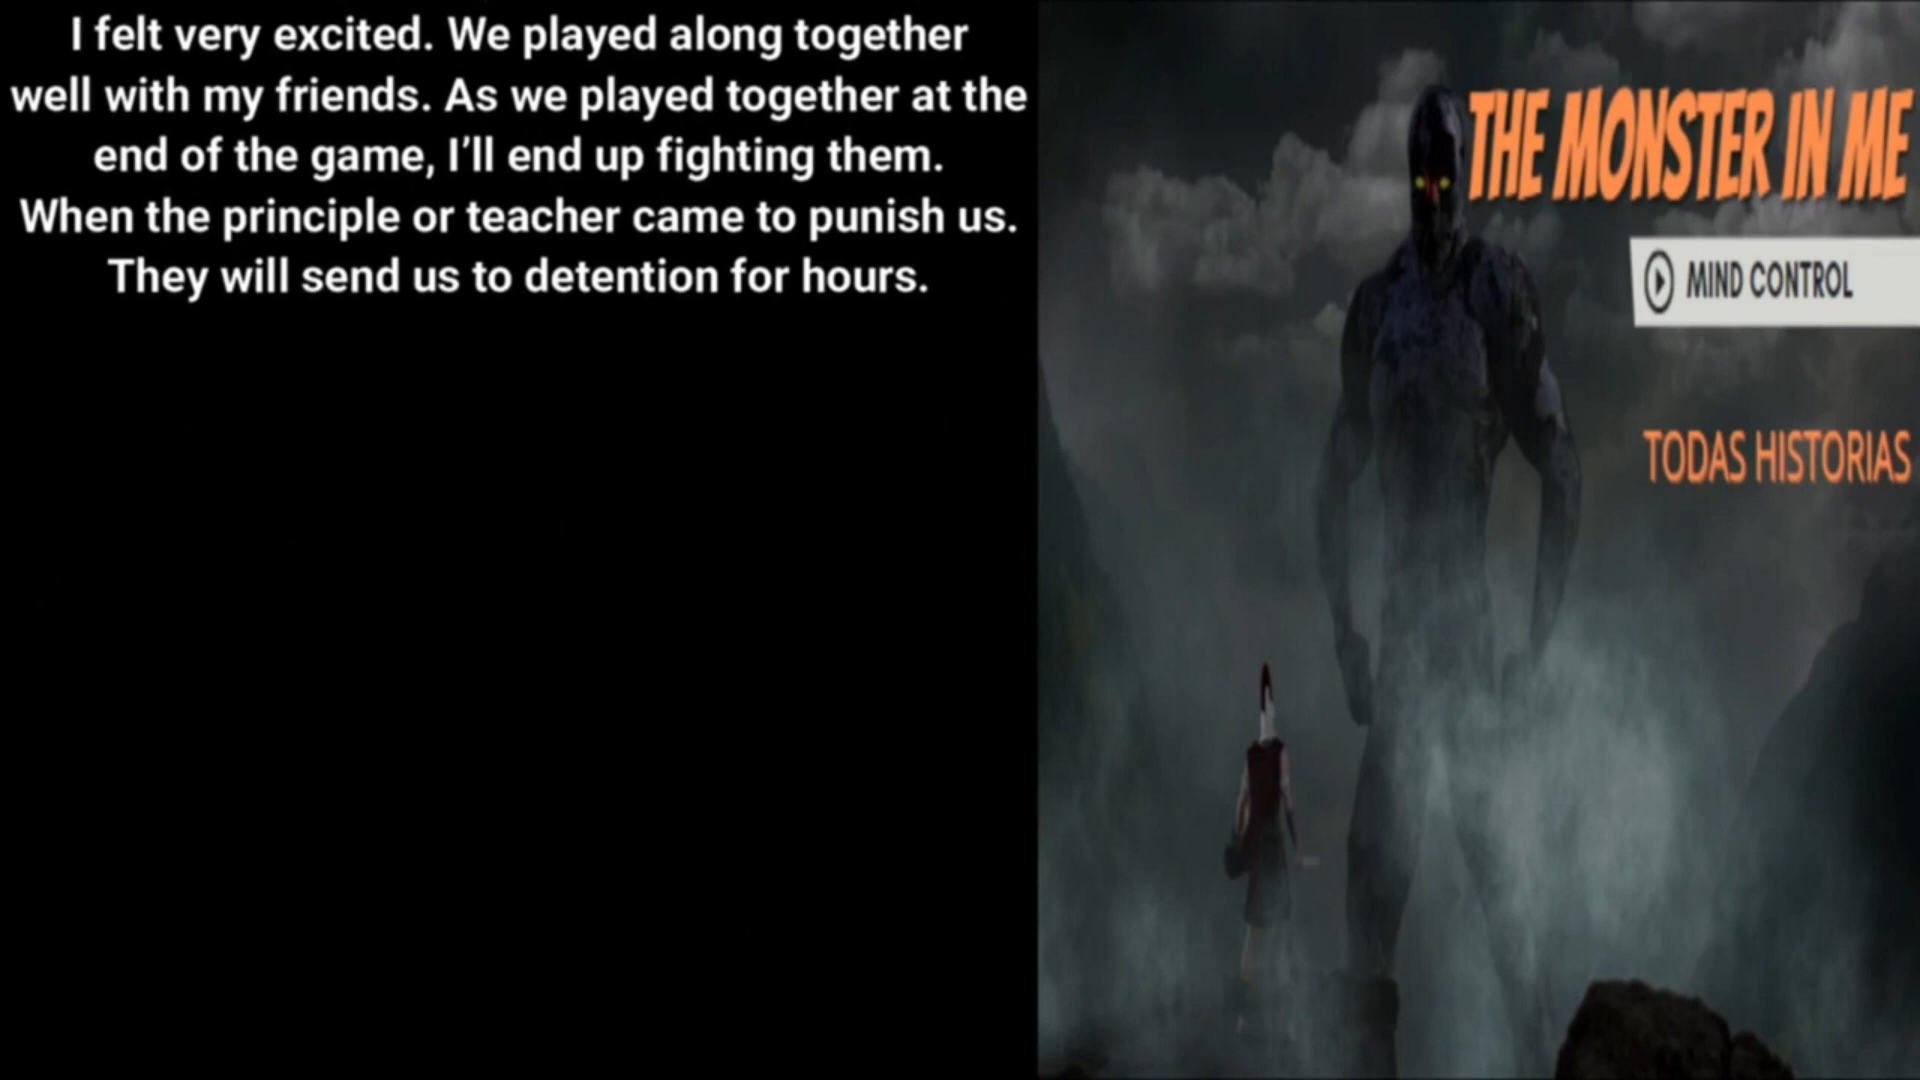 I felt very excited. We played along together
well with my friends. As we played together at the
end of the game, I’ll end up fighting them.
When the principle or teacher came to punish us.
They will send us to detention for hours.
THE MONSTER IN ME
MIND CONTROL
TODAS HISTORIAS